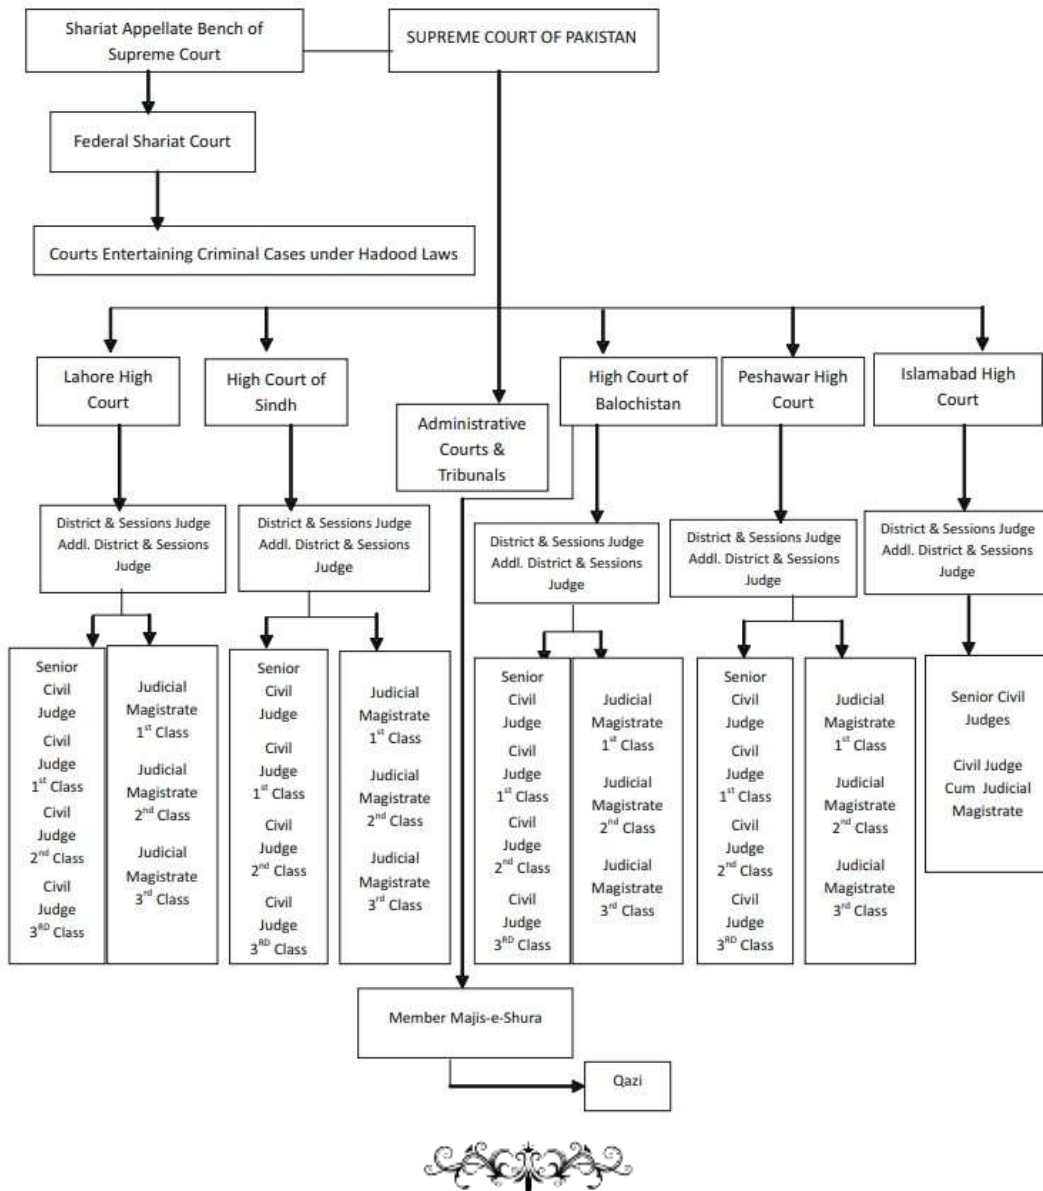 Shariat Appellate Bench of
Supreme Court
SUPREME COURT OF PAKISTAN
Federal Shariat Court
Courts Entertaining Criminal Cases under Hadood Laws
Lahore High
Court
High Court of
Sindh
Administrative
Courts &
Tribunals
High Court of
Balochistan
Peshawar High
Court
Islamabad High
Court
District & Sessions Judge
Addl. District & Sessions
Judge
District & Sessions Judge
Addl. District & Sessions
Judge
District & Sessions Judge
Addl. District & Sessions
Judge
District & Sessions Judge
Addl. District & Sessions
Judge
District & Sessions Judge
Addl. District & Sessions
Judge
Senior
Civil
Judge
Civil
Judge
1st Class
Civil
Judge
2nd Class
Civil
Judge
3RD Class
Judicial
Magistrate
1st Class
Judicial
Magistrate
2nd Class
Judicial
Magistrate
3rd Class
Senior
Civil
Judge
Civil
Judge
1st Class
Civil
Judge
2nd Class
Civil
Judge
3RD Class
Judicial
Magistrate
1st Class
Judicial
Magistrate
2nd Class
Judicial
Magistrate
3rd Class
Senior
Civil
Judge
Civil
Judge
1st Class
Civil
Judge
2nd Class
Civil
Judge
3RD Class
Judicial
Magistrate
1st Class
Judicial
Magistrate
2nd Class
Judicial
Magistrate
3rd Class
Senior
Civil
Judge
Civil
Judge
1st Class
Civil
Judge
2nd Class
Civil
Judge
3RD Class
Judicial
Magistrate
1st Class
Judicial
Magistrate
2nd Class
Judicial
Magistrate
3rd Class
Senior Civil
Judges
Civil Judge
Cum Judicial
Magistrate
Member Majis-e-Shura
Qazi